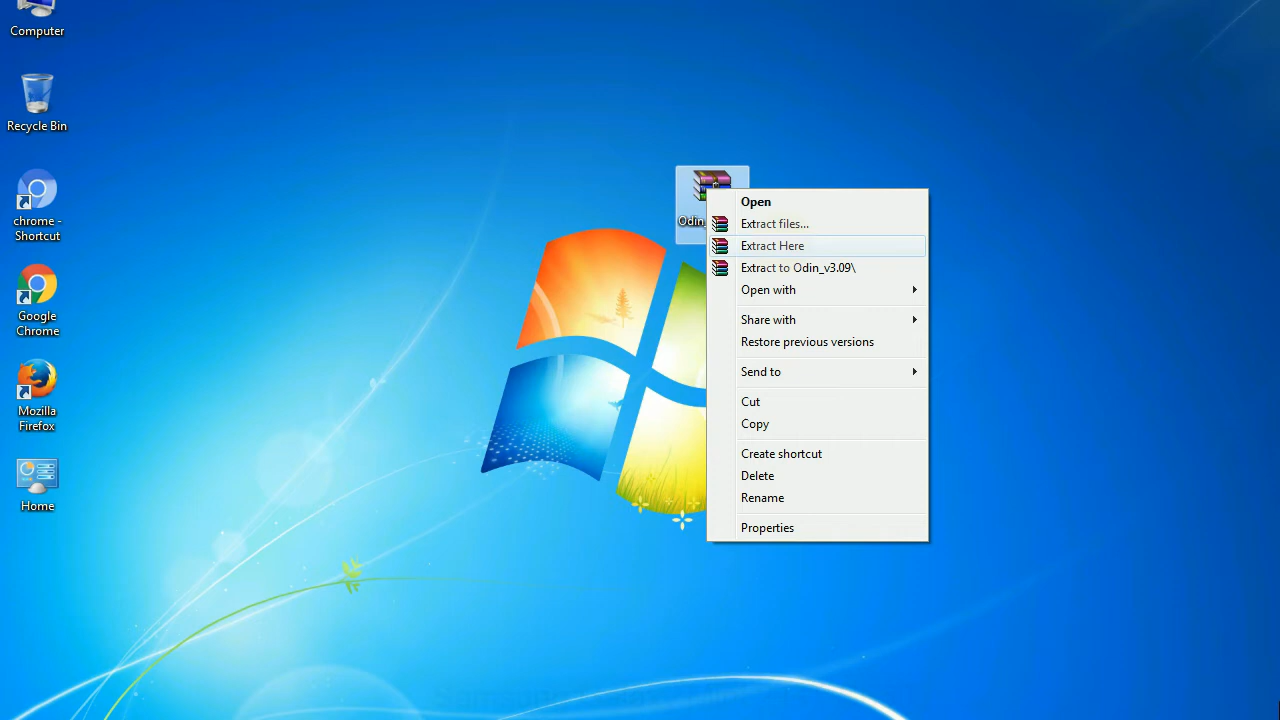 Computer
Recycle Bin
chrome -
Shortcut
Google
Chrome
Mozilla
Firefox
Home
Odin
Open
Extract files...
Extract Here
Extract to Odin_v3.09\
Open with
Share with
Restore previous versions
Send to
Cut
Copy
Create shortcut
Delete
Rename
Properties